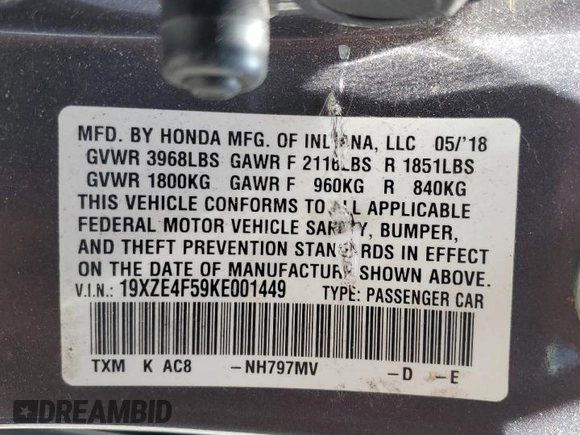 MFD. BY HONDA MFG. OF INDIANA, LLC 05/'18
GVWR 3968LBS GAWR F 2116LBS R 1851LBS
GVWR 1800KG GAWR F 960KG R 840KG
THIS VEHICLE CONFORMS TO ALL APPLICABLE
FEDERAL MOTOR VEHICLE SAFETY, BUMPER,
AND THEFT PREVENTION STANDARDS IN EFFECT
ON THE DATE OF MANUFACTURE SHOWN ABOVE.
V.I.N.: 19XZE4F59KE001449 TYPE: PASSENGER CAR
TXM K AC8 -NH797MV -D -E
DREAMBID